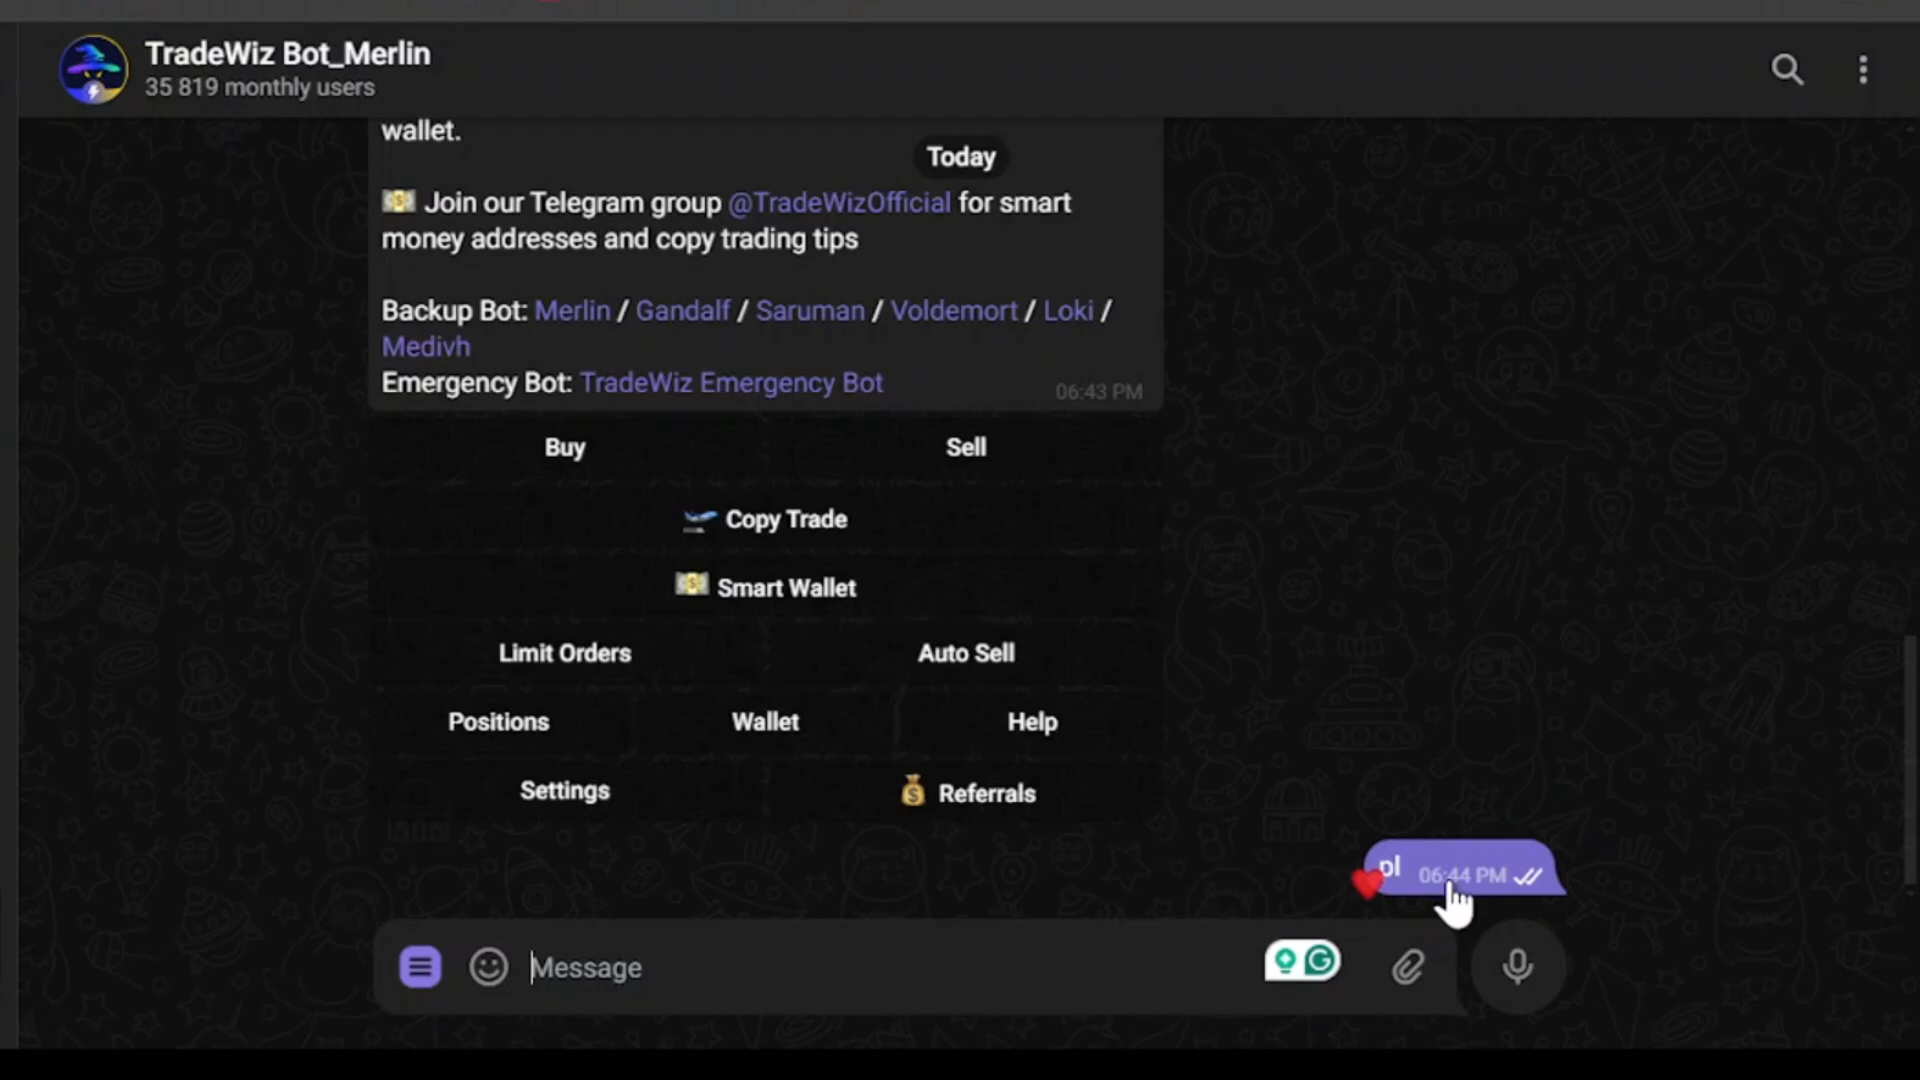 TradeWiz Bot_Merlin
35 819 monthly users
wallet.
Today
Join our Telegram group @TradeWizOfficial for smart
money addresses and copy trading tips
Backup Bot: Merlin / Gandalf / Saruman / Voldemort / Loki /
Medivh
Emergency Bot: TradeWiz Emergency Bot
06:43 PM
Buy
Sell
Copy Trade
Smart Wallet
Limit Orders
Auto Sell
Positions
Wallet
Help
Settings
Referrals
pl
06:44 PM
Message